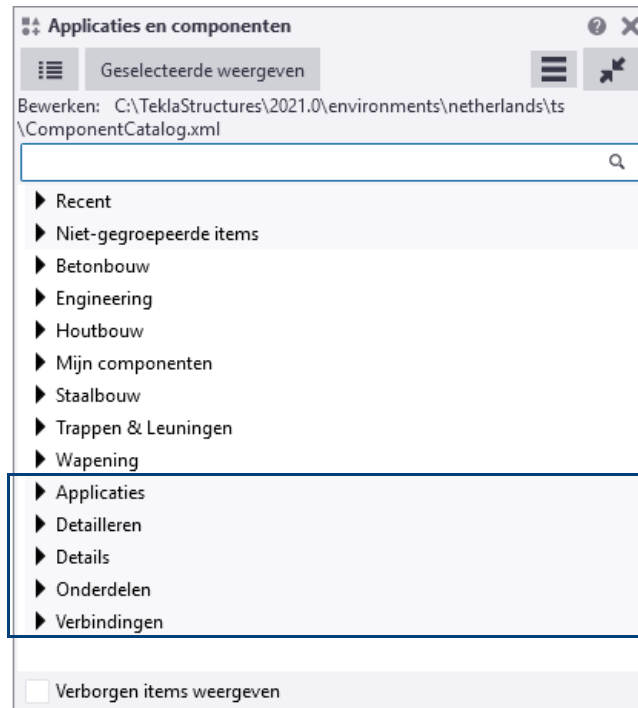 Applicaties en componenten
Geselecteerde weergeven
Bewerken: C:\TeklaStructures\2021.0\environments\netherlands\ts
\ComponentCatalog.xml
Recent
Niet-gegroepeerde items
Betonbouw
Engineering
Houtbouw
Mijn componenten
Staalbouw
Trappen & Leuningen
Wapening
Applicaties
Detailleren
Details
Onderdelen
Verbindingen
Verborgen items weergeven